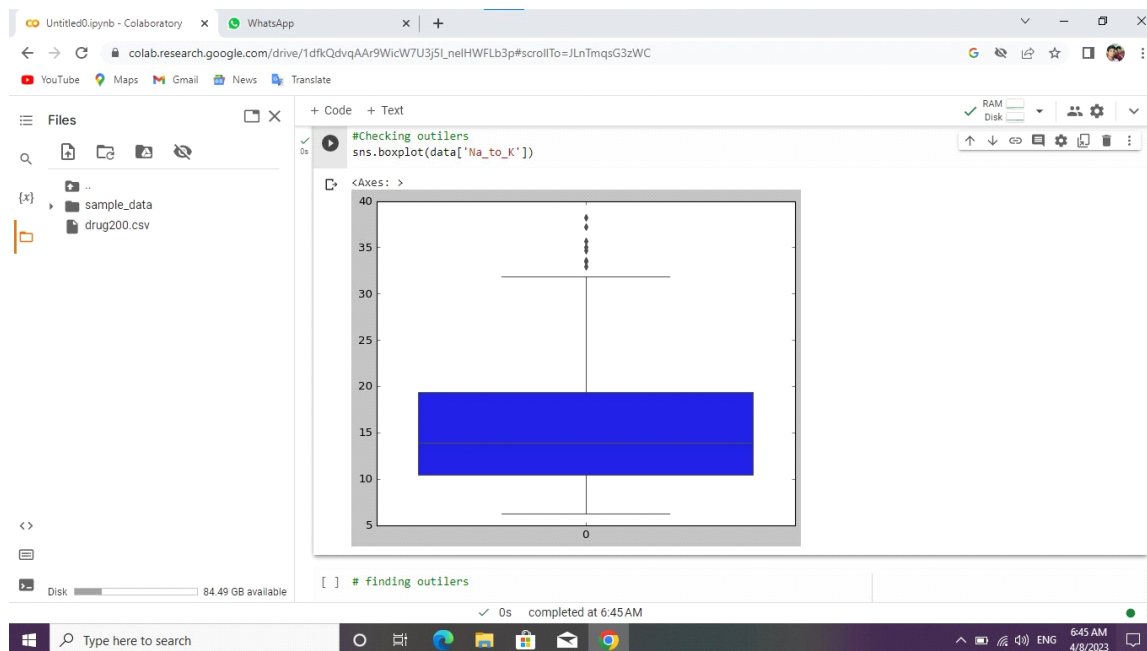 Untitled0.ipynb - Colaboratory
WhatsApp
colab.research.google.com/drive/1dfkQdvqAAr9WicW7U3j5I_nelHWFLb3p#scrollTo=JLnTmqsG3zWC
YouTube Maps Gmail News Translate
Files
+ Code + Text
RAM
Disk
{x}
..
sample_data
drug200.csv
0s
#Checking outilers
sns.boxplot(data['Na_to_K'])
<Axes: >
40
35
30
25
20
15
10
5
0
[ ] # finding outilers
Disk 84.49 GB available
0s completed at 6:45 AM
Type here to search
ENG
6:45 AM
4/8/2023